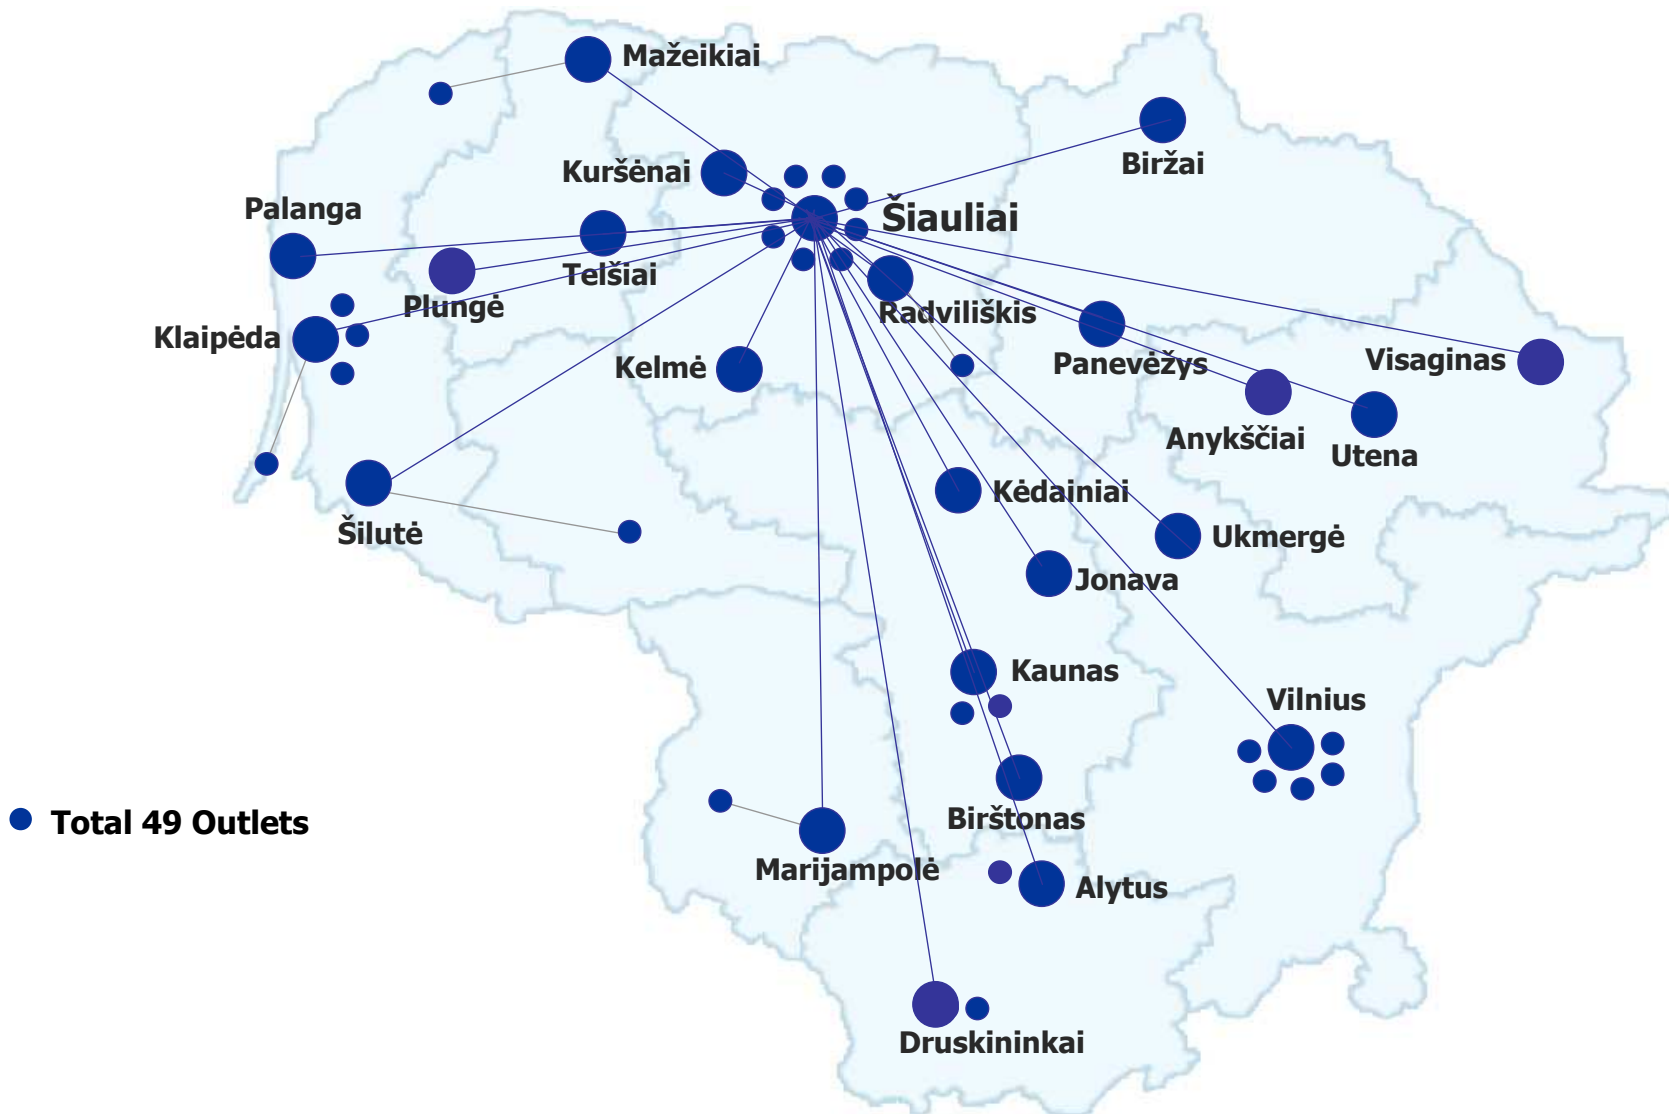 Mažeikiai
Biržai
Kuršėnai
Palanga
Šiauliai
Telšiai
Plungė
Radviliškis
Klaipėda
Kelmė
Panevėžys
Visaginas
Anykščiai
Utena
Kėdainiai
Šilutė
Ukmergė
Jonava
Kaunas
Vilnius
Birštonas
Total 49 Outlets
Marijampolė
Alytus
Druskininkai